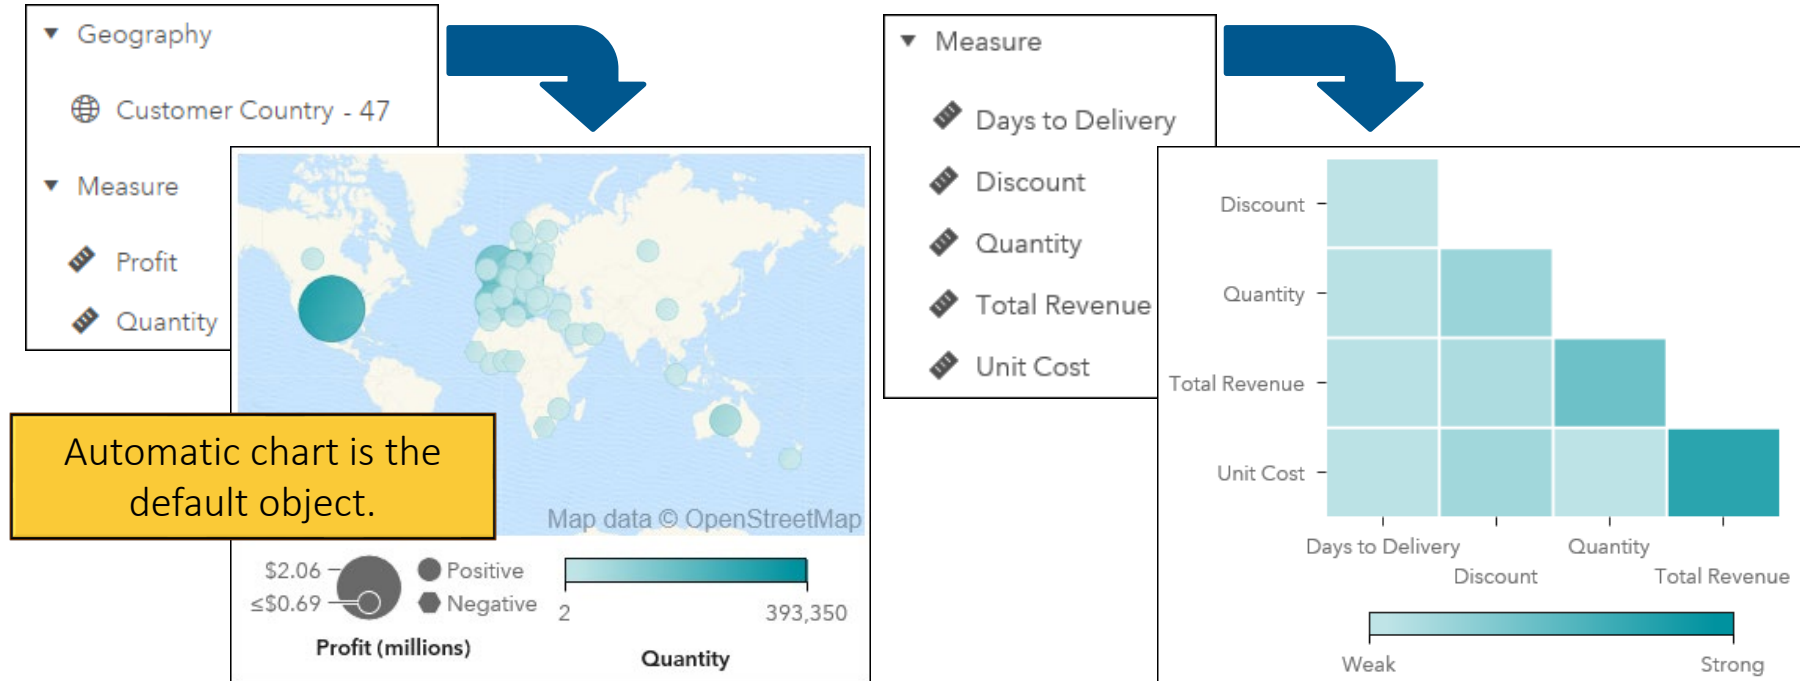 Geography
Customer Country - 47
Measure
Profit
Quantity
Automatic chart is the
default object.
Map data © OpenStreetMap
$2.06
≤$0.69
Positive
Negative
Profit (millions)
2
393,350
Quantity
Measure
Days to Delivery
Discount
Quantity
Total Revenue
Unit Cost
Discount
Quantity
Total Revenue
Unit Cost
Days to Delivery
Discount
Quantity
Total Revenue
Weak
Strong